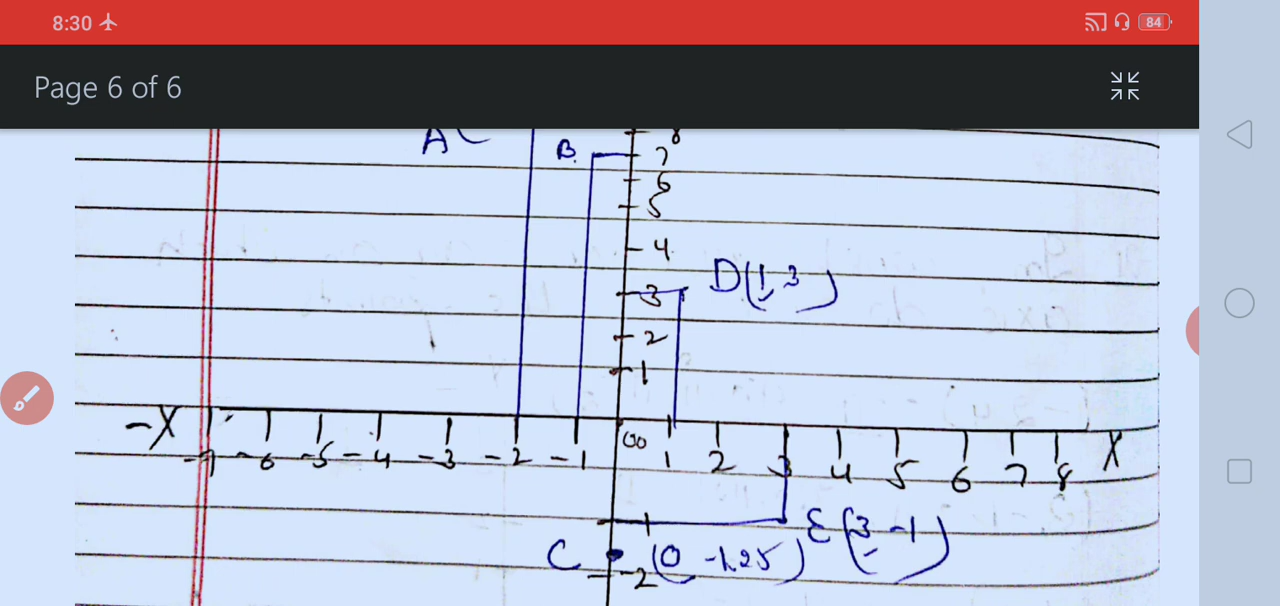 8:30
84
Page 6 of 6
A(
8
B.
7
6
5
4
D(1, 3)
3
2
1
-X
00
X
-7 -6 -5 -4 -3 -2 -1 1 2 3 4 5 6 7 8
-1
E(3 -1)
C (0 -1.25)
-2